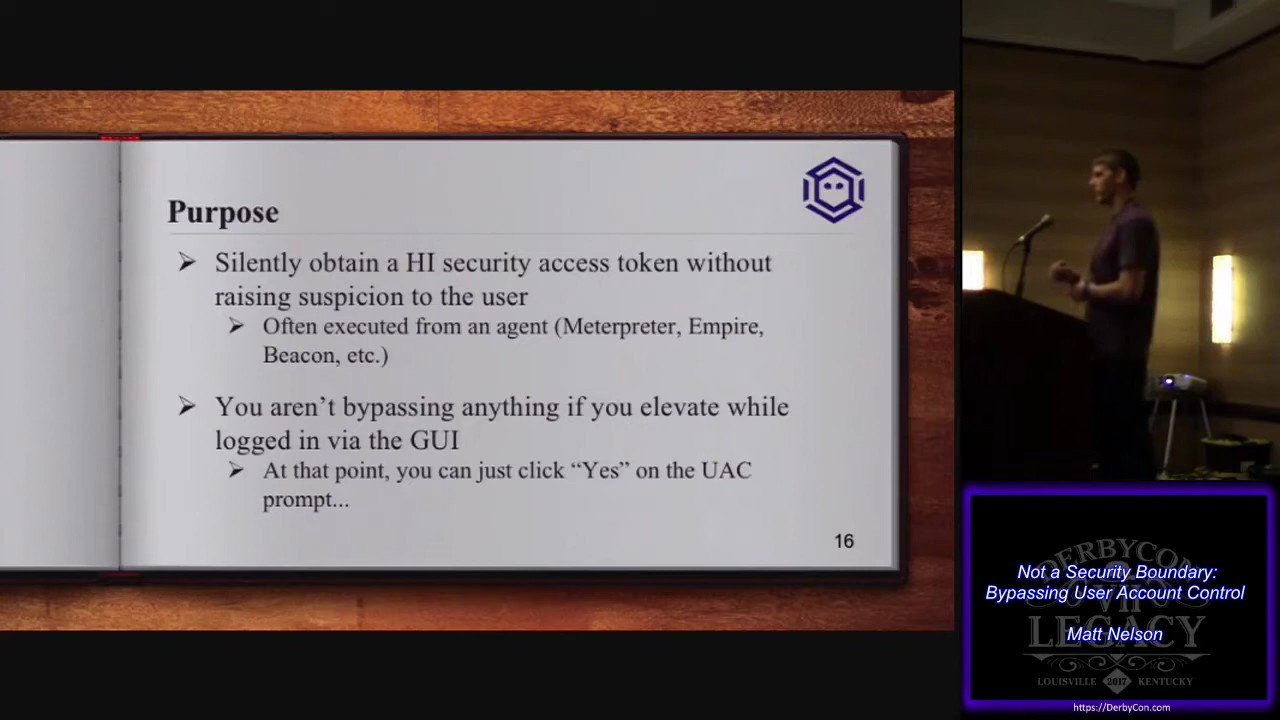 Purpose
➢ Silently obtain a HI security access token without
raising suspicion to the user
➢ Often executed from an agent (Meterpreter, Empire,
Beacon, etc.)
➢ You aren’t bypassing anything if you elevate while
logged in via the GUI
➢ At that point, you can just click “Yes” on the UAC
prompt...
16
DERBYCON
VII
LEGACY
LOUISVILLE 2017 KENTUCKY
Not a Security Boundary:
Bypassing User Account Control
Matt Nelson
https://DerbyCon.com